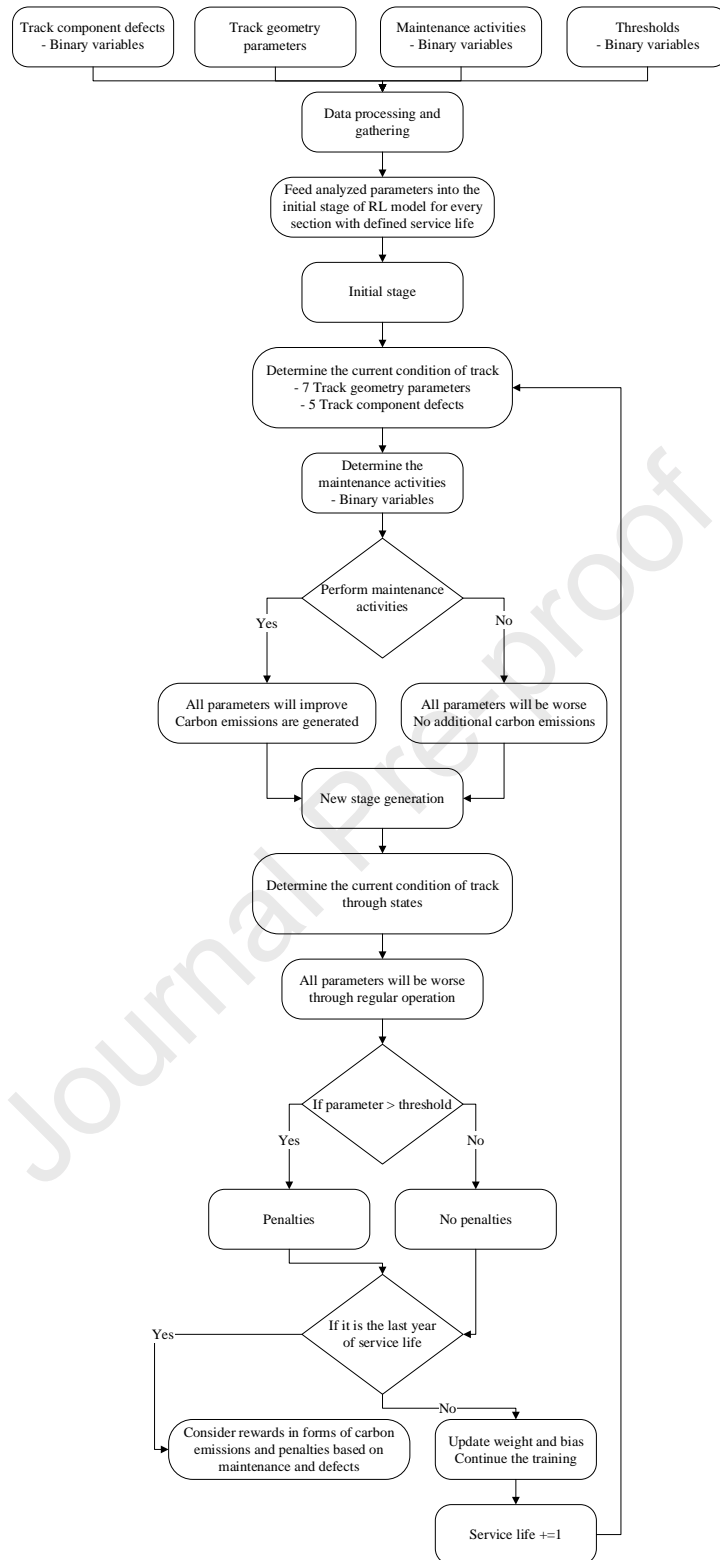 Track component defects
- Binary variables
Track geometry
parameters
Maintenance activities
- Binary variables
Thresholds
- Binary variables
Data processing and
gathering
Feed analyzed parameters into the
initial stage of RL model for every
section with defined service life
Initial stage
Determine the current condition of track
- 7 Track geometry parameters
- 5 Track component defects
Determine the
maintenance activities
- Binary variables
Perform maintenance
activities
Yes
No
All parameters will improve
Carbon emissions are generated
All parameters will be worse
No additional carbon emissions
New stage generation
Determine the current condition of track
through states
All parameters will be worse
through regular operation
If parameter > threshold
Yes
No
Penalties
No penalties
If it is the last year
of service life
Yes
No
Consider rewards in forms of carbon
emissions and penalties based on
maintenance and defects
Update weight and bias
Continue the training
Service life +=1
Journal Pre-proof